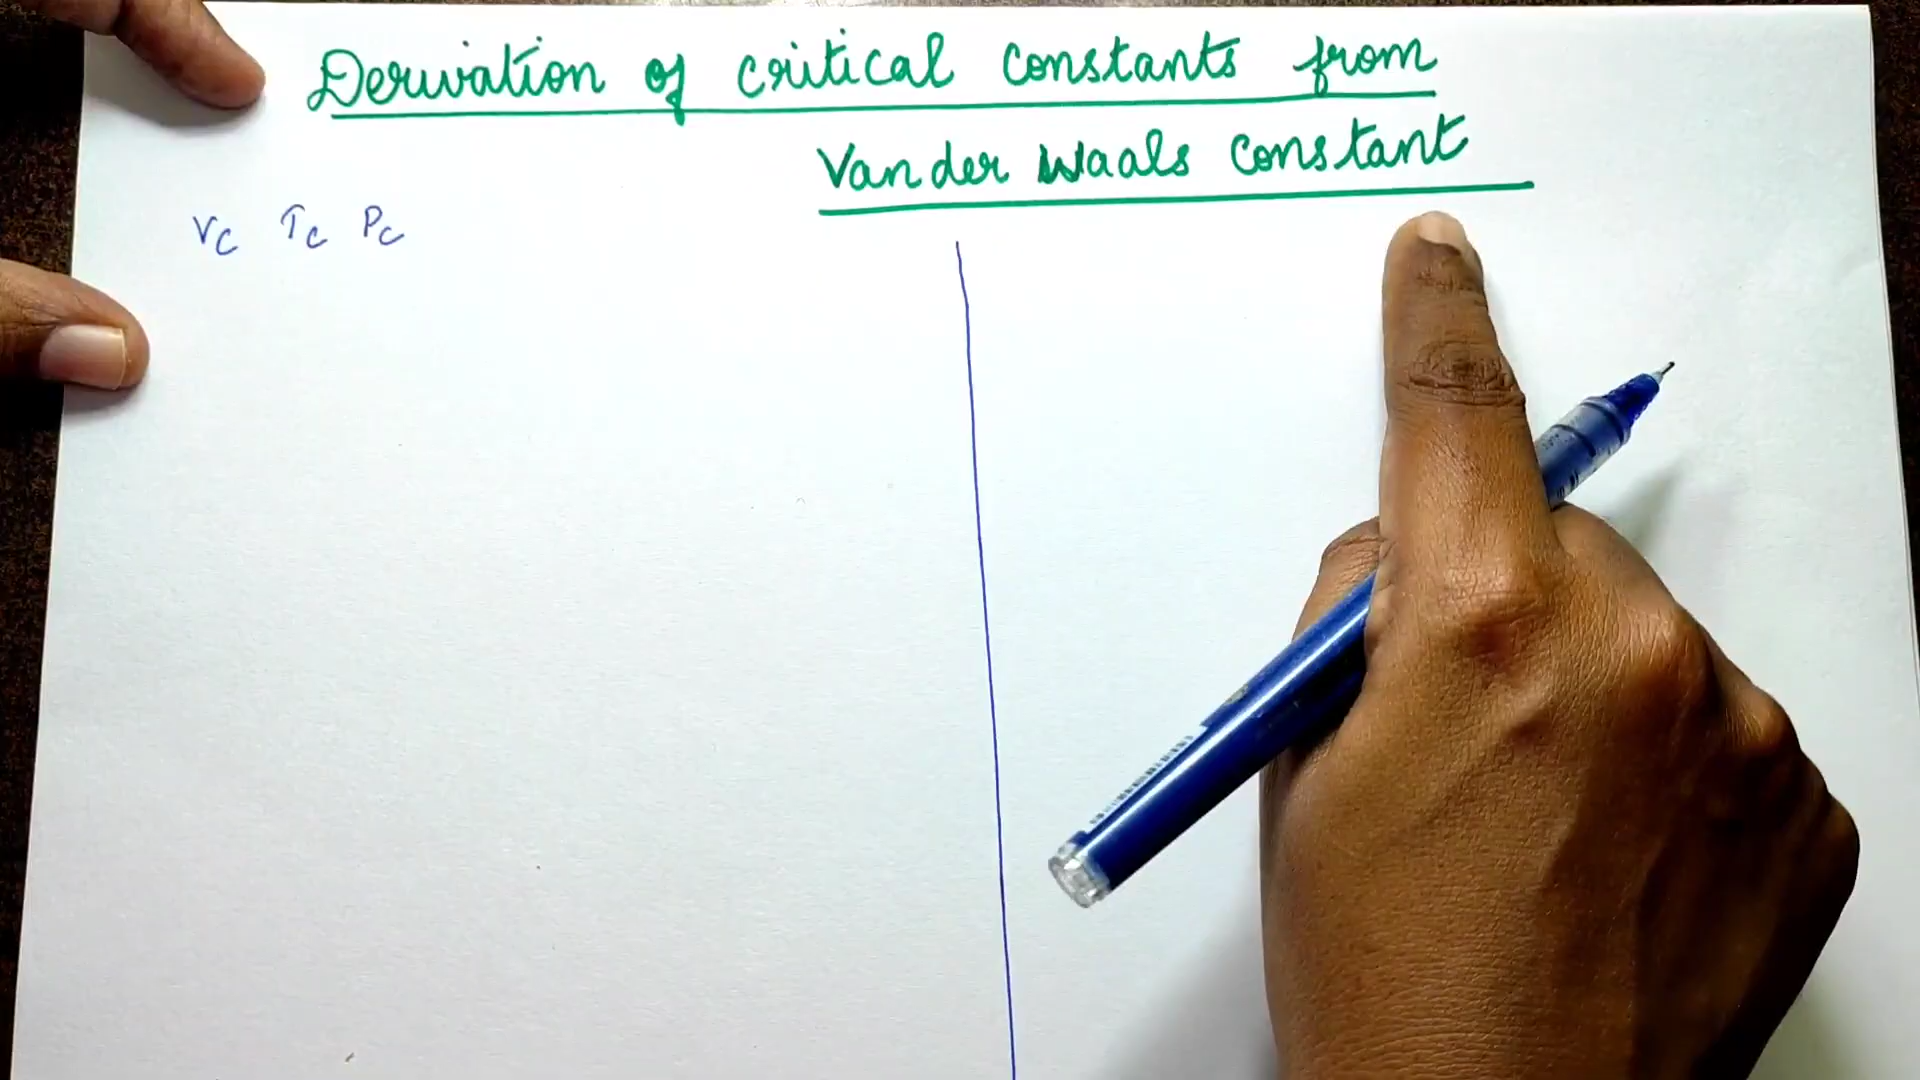 Derivation of critical constants from
Van der Waals constant
Vc Tc Pc